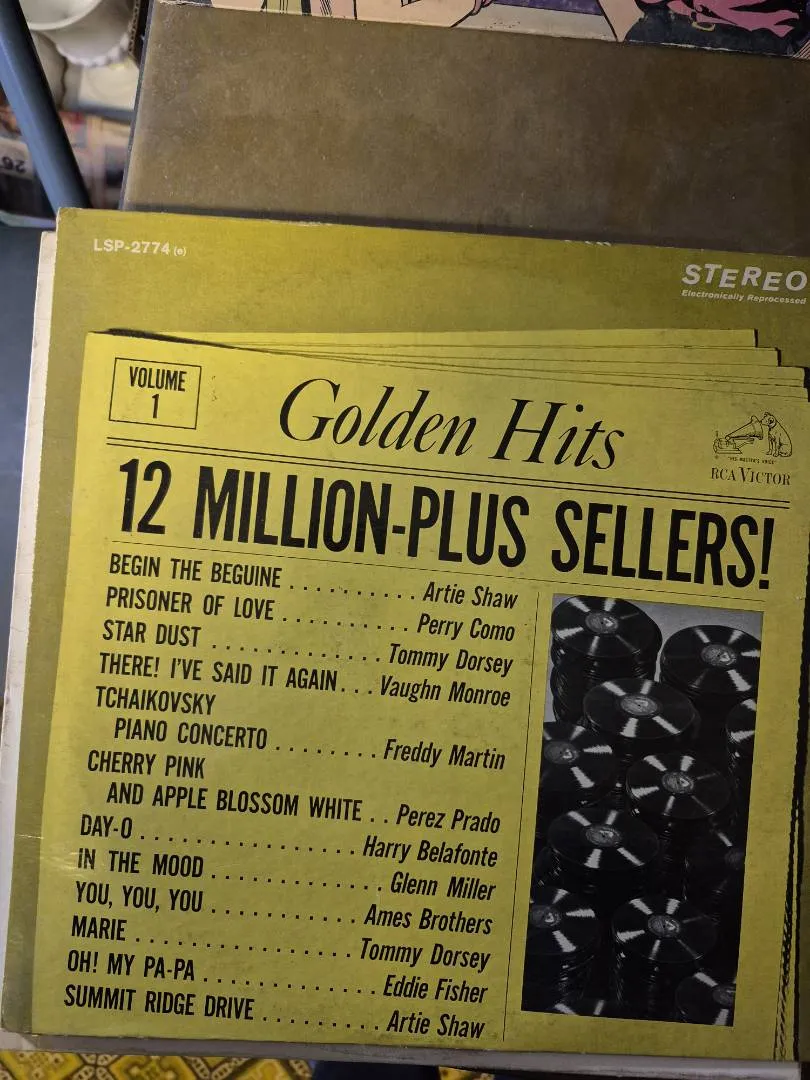 LSP-2774 (e)
STEREO
Electronically Reprocessed
VOLUME
1
Golden Hits
"HIS MASTER'S VOICE"
RCA VICTOR
12 MILLION-PLUS SELLERS!
BEGIN THE BEGUINE .......... Artie Shaw
PRISONER OF LOVE .......... Perry Como
STAR DUST ............. Tommy Dorsey
THERE! I'VE SAID IT AGAIN... Vaughn Monroe
TCHAIKOVSKY
PIANO CONCERTO ........ Freddy Martin
CHERRY PINK
AND APPLE BLOSSOM WHITE .. Perez Prado
DAY-O ................. Harry Belafonte
IN THE MOOD ............. Glenn Miller
YOU, YOU, YOU ........... Ames Brothers
MARIE ................. Tommy Dorsey
OH! MY PA-PA .............. Eddie Fisher
SUMMIT RIDGE DRIVE .......... Artie Shaw
26